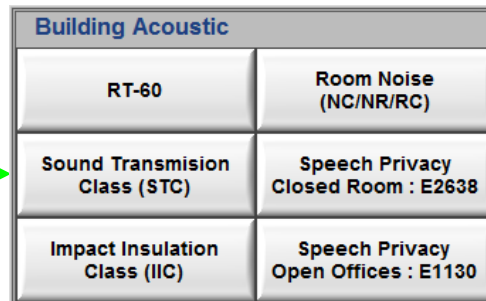 Building Acoustic
RT-60
Room Noise
(NC/NR/RC)
Sound Transmision
Class (STC)
Speech Privacy
Closed Room : E2638
Impact Insulation
Class (IIC)
Speech Privacy
Open Offices : E1130